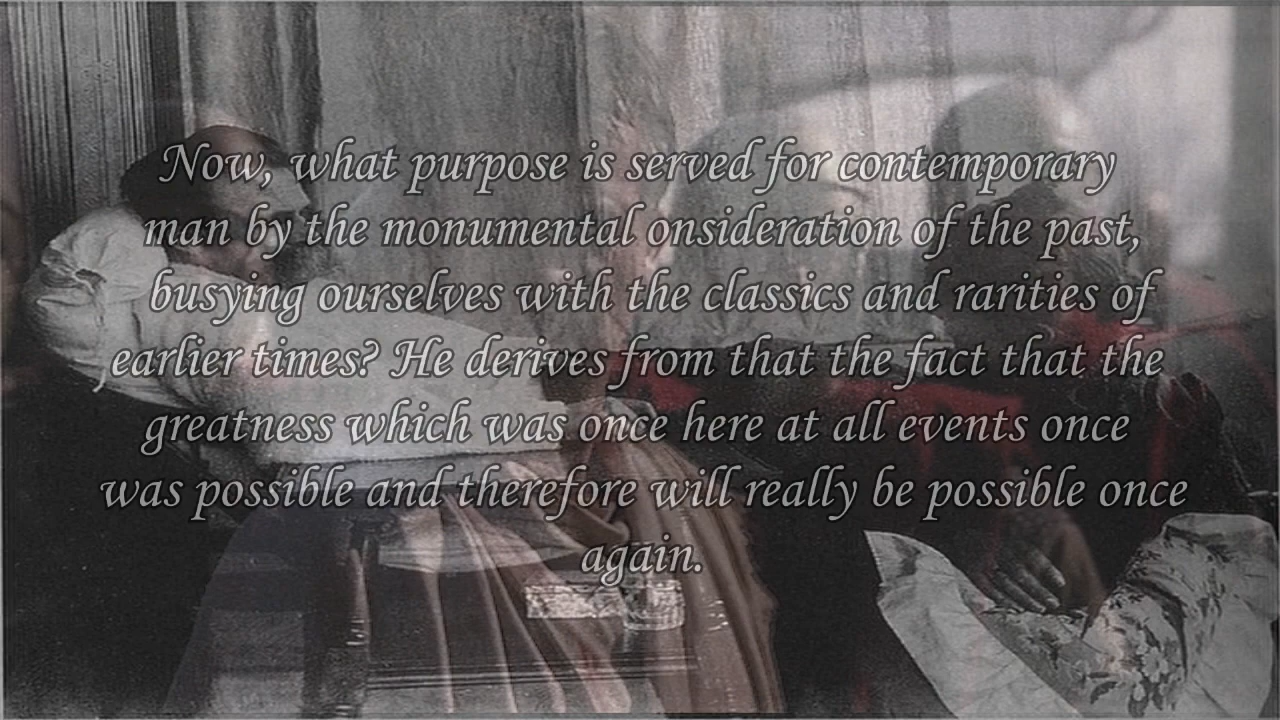 Now, what purpose is served for contemporary
man by the monumental onsideration of the past,
busying ourselves with the classics and rarities of
earlier times? He derives from that the fact that the
greatness which was once here at all events once
was possible and therefore will really be possible once
again.